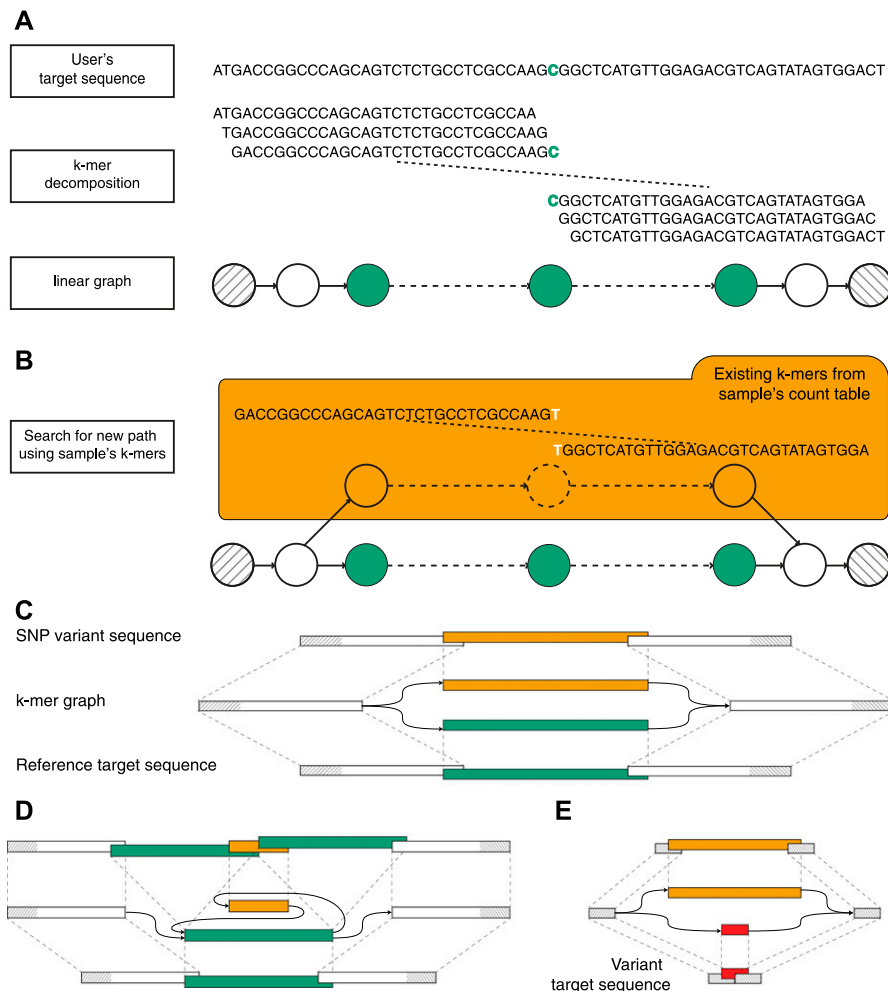 A
User's
target sequence
ATGACCGGCCCAGCAGTCTCTGCCTCGCCAAGCGGCTCATGTTGGAGACGTCAGTATAGTGGACT
k-mer
decomposition
ATGACCGGCCCAGCAGTCTCTGCCTCGCCAA
TGACCGGCCCAGCAGTCTCTGCCTCGCCAAG
GACCGGCCCAGCAGTCTCTGCCTCGCCAAGC
CGGCTCATGTTGGAGACGTCAGTATAGTGGA
GGCTCATGTTGGAGACGTCAGTATAGTGGAC
GCTCATGTTGGAGACGTCAGTATAGTGGACT
linear graph
B
Existing k-mers from
sample's count table
Search for new path
using sample's k-mers
GACCGGCCCAGCAGTCTCTGCCTCGCCAAGT
TGGCTCATGTTGGAGACGTCAGTATAGTGGA
C
SNP variant sequence
k-mer graph
Reference target sequence
D
E
Variant
target sequence